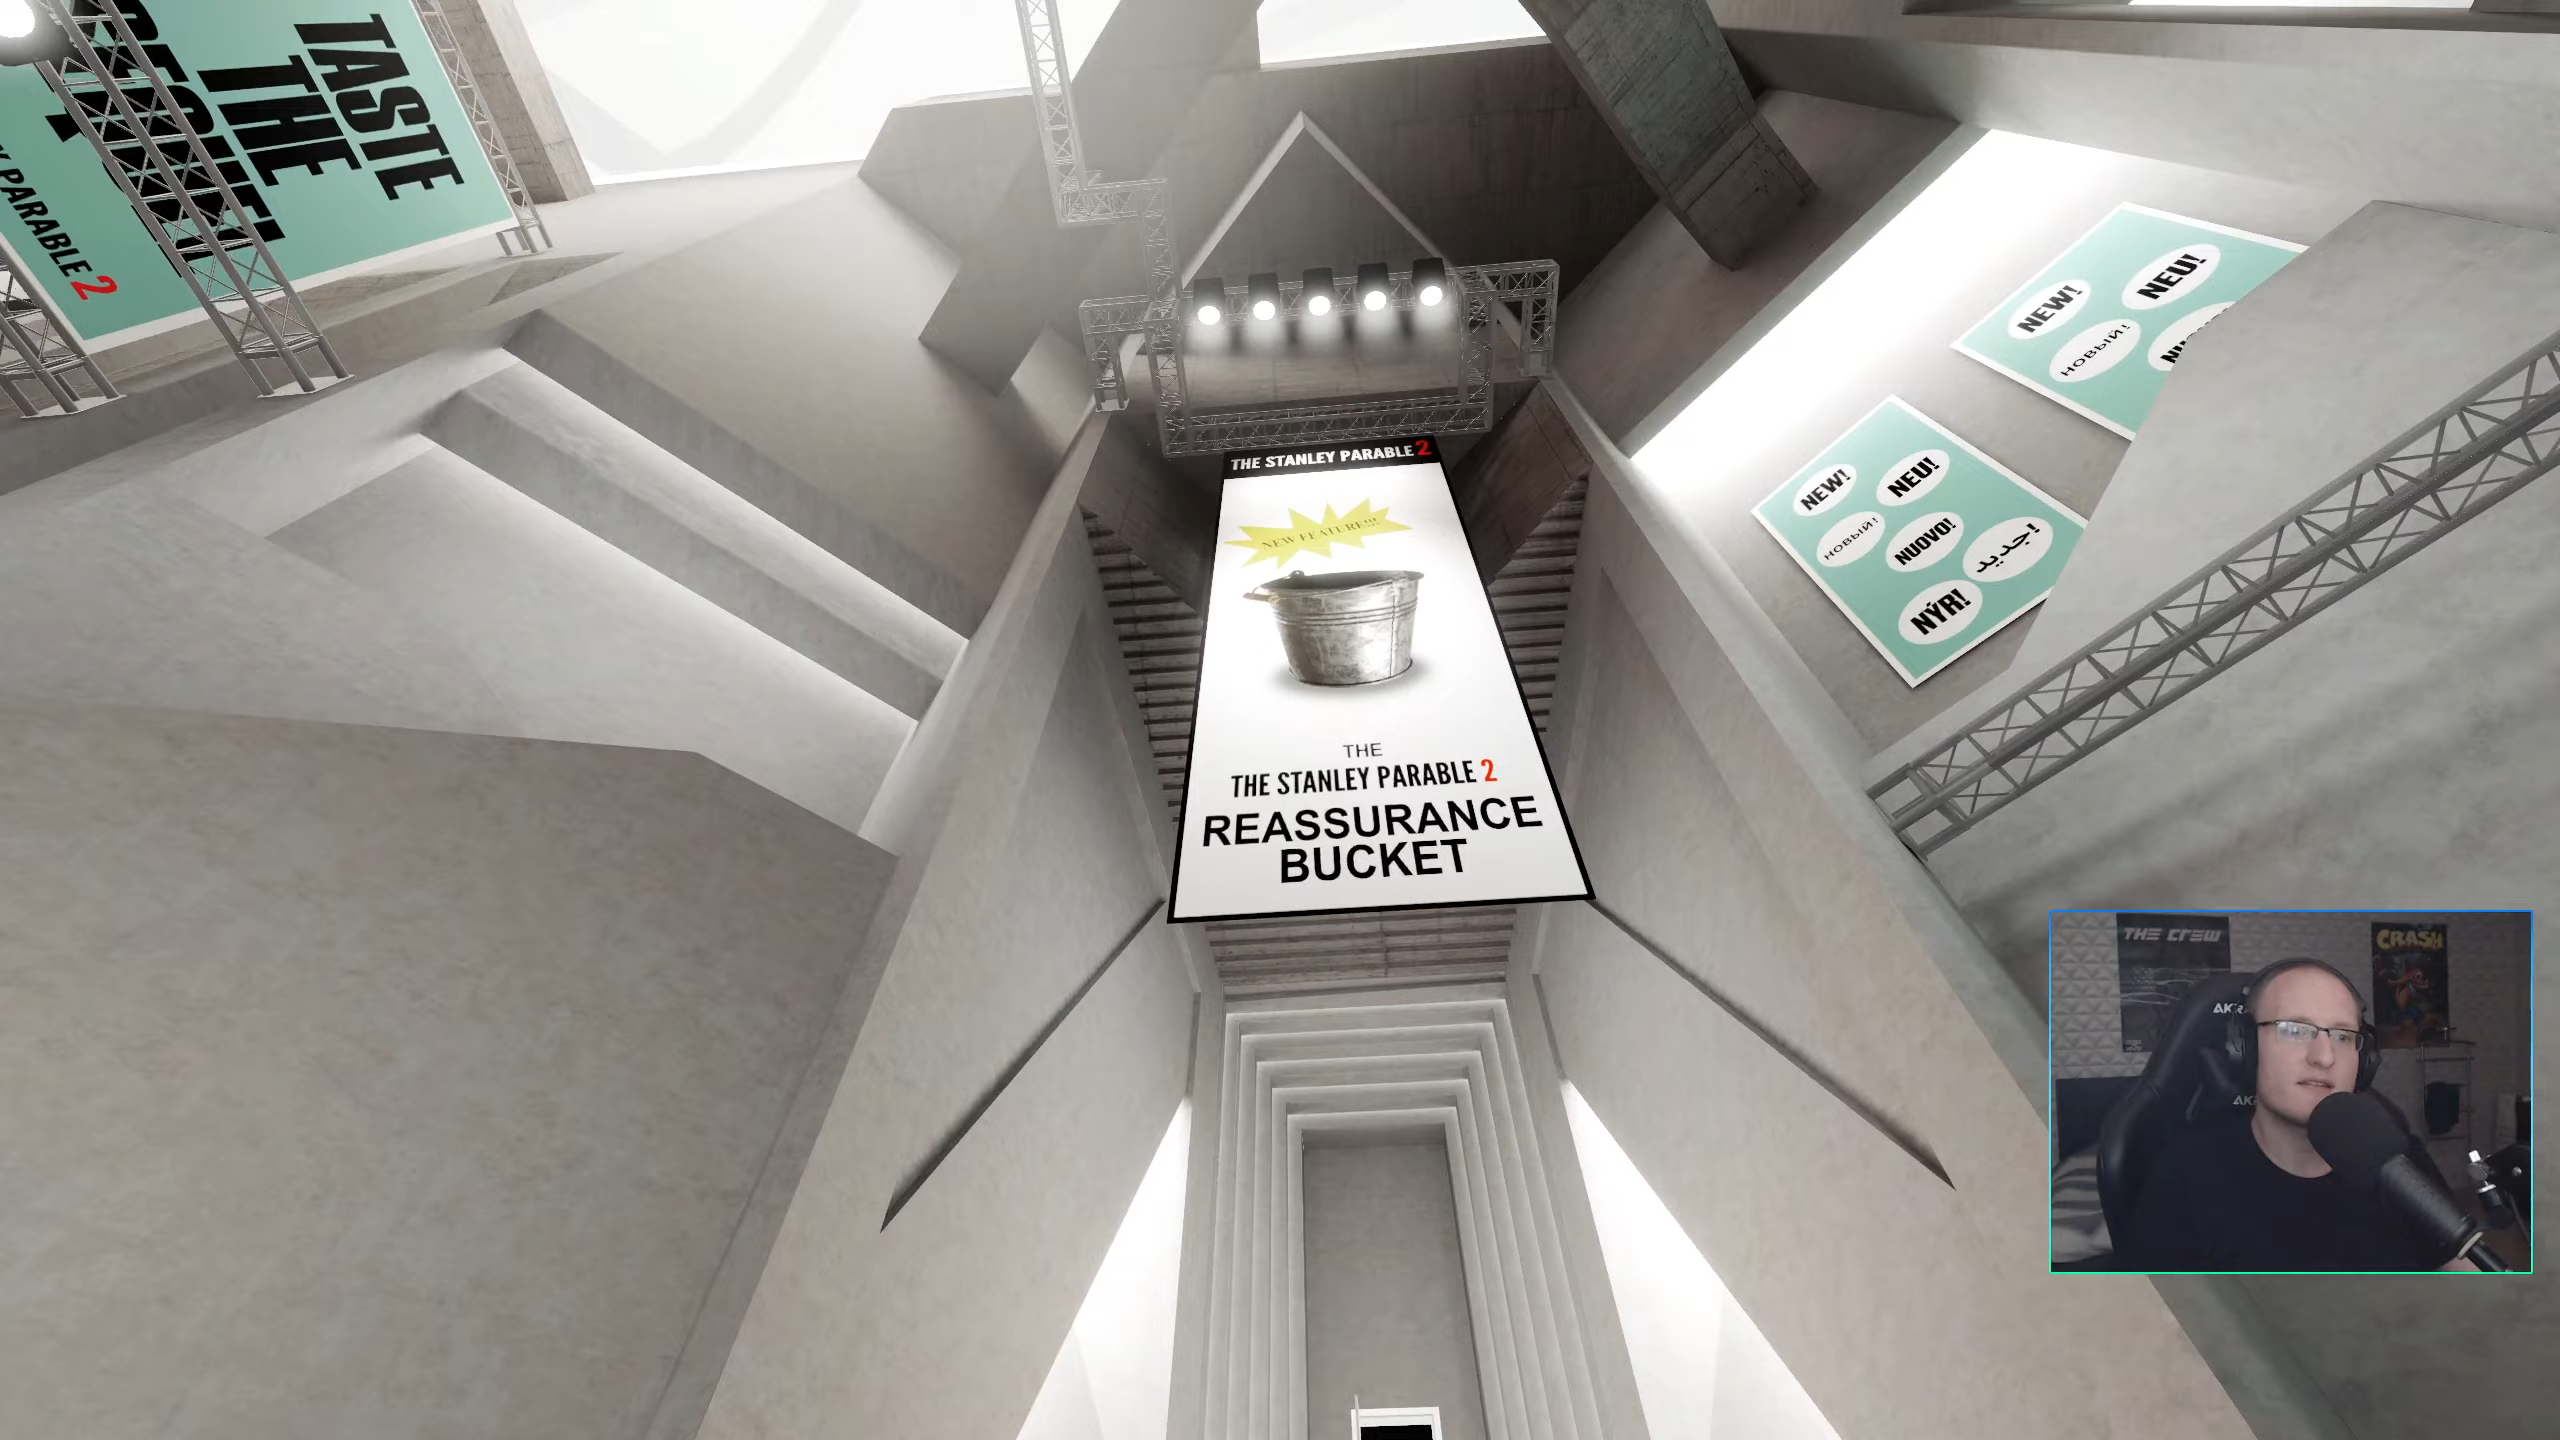 TASTE
THE
PARABLE 2
THE STANLEY PARABLE 2
NEW FEATURE!!!
THE
THE STANLEY PARABLE 2
REASSURANCE
BUCKET
NEW!
NEU!
НОВЫЙ!
NEW!
NEU!
НОВЫЙ!
NUOVO!
جديد!
NÝR!
THE CREW
CRASH